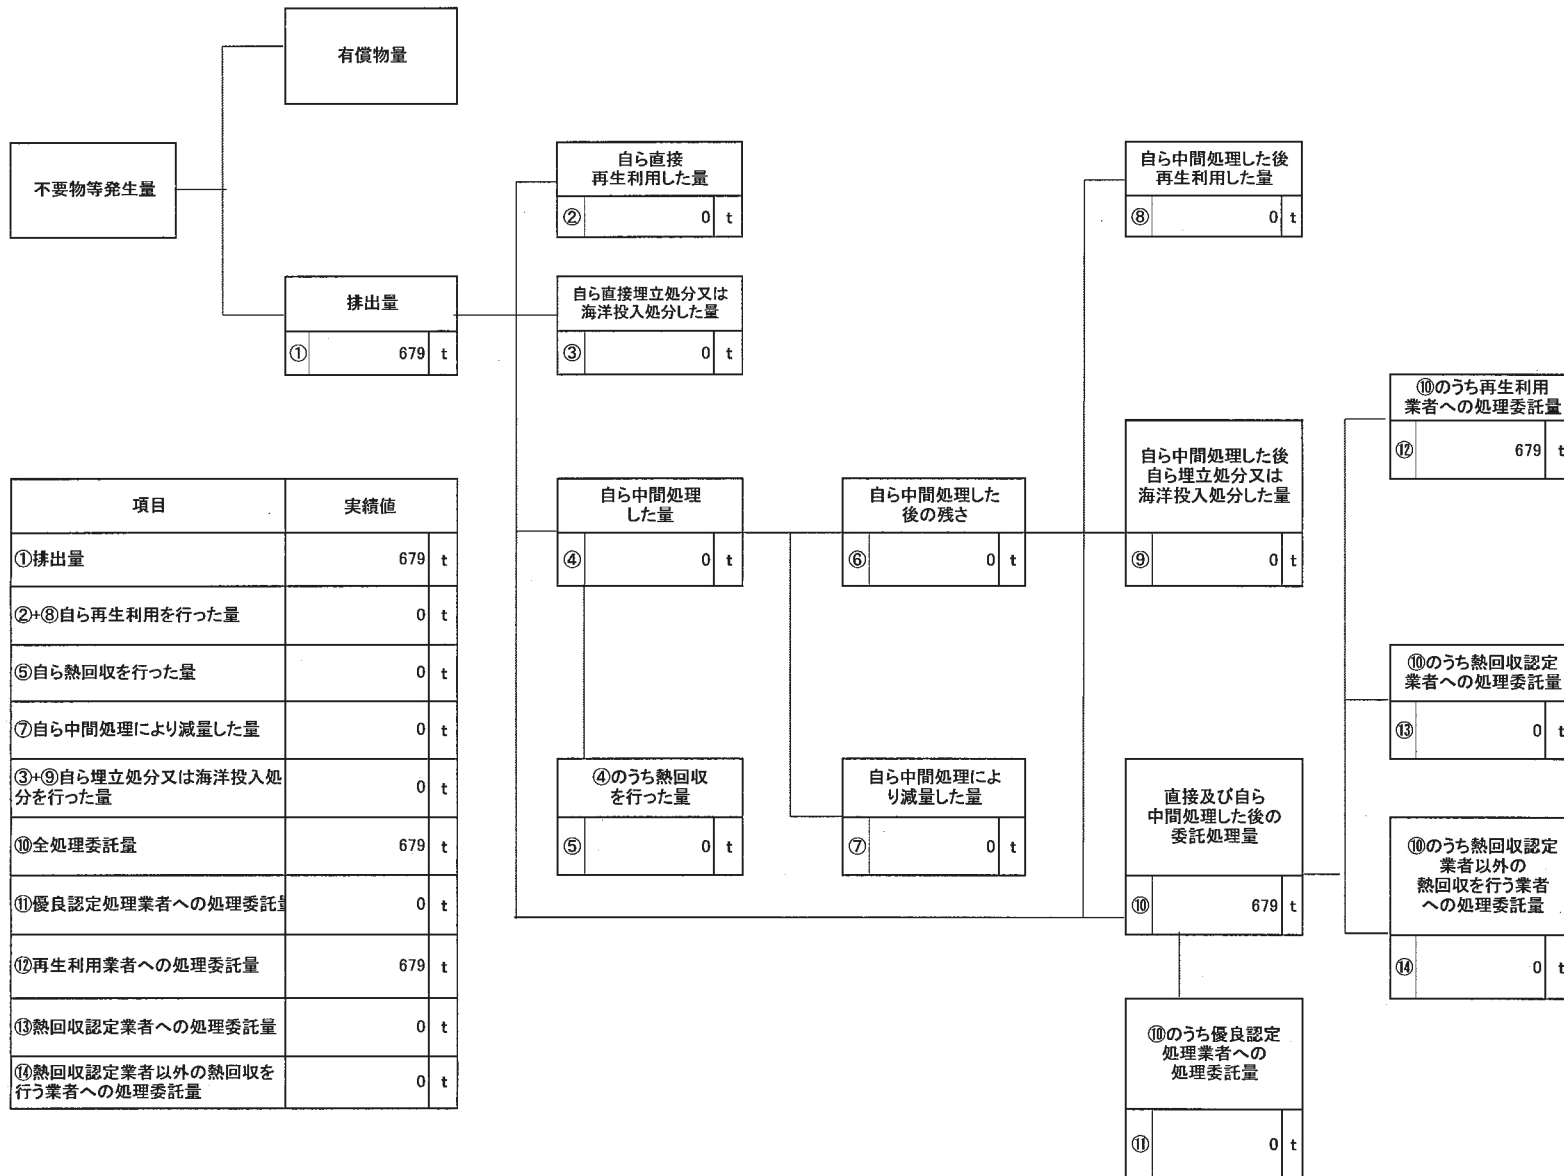 有償物量
不要物等発生量
排出量
① 679 t
自ら直接
再生利用した量
② 0 t
自ら直接埋立処分又は
海洋投入処分した量
③ 0 t
自ら中間処理
した量
④ 0 t
④のうち熱回収
を行った量
⑤ 0 t
自ら中間処理した
後の残さ
⑥ 0 t
自ら中間処理によ
り減量した量
⑦ 0 t
自ら中間処理した後
再生利用した量
⑧ 0 t
自ら中間処理した後
自ら埋立処分又は
海洋投入処分した量
⑨ 0 t
直接及び自ら
中間処理した後の
委託処理量
⑩ 679 t
⑩のうち優良認定
処理業者への
処理委託量
⑪ 0 t
⑩のうち再生利用
業者への処理委託量
⑫ 679 t
⑩のうち熱回収認定
業者への処理委託量
⑬ 0 t
⑩のうち熱回収認定
業者以外の
熱回収を行う業者
への処理委託量
⑭ 0 t
項目 実績値
①排出量 679 t
②+⑧自ら再生利用を行った量 0 t
⑤自ら熱回収を行った量 0 t
⑦自ら中間処理により減量した量 0 t
③+⑨自ら埋立処分又は海洋投入処
分を行った量 0 t
⑩全処理委託量 679 t
⑪優良認定処理業者への処理委託量 0 t
⑫再生利用業者への処理委託量 679 t
⑬熱回収認定業者への処理委託量 0 t
⑭熱回収認定業者以外の熱回収を
行う業者への処理委託量 0 t